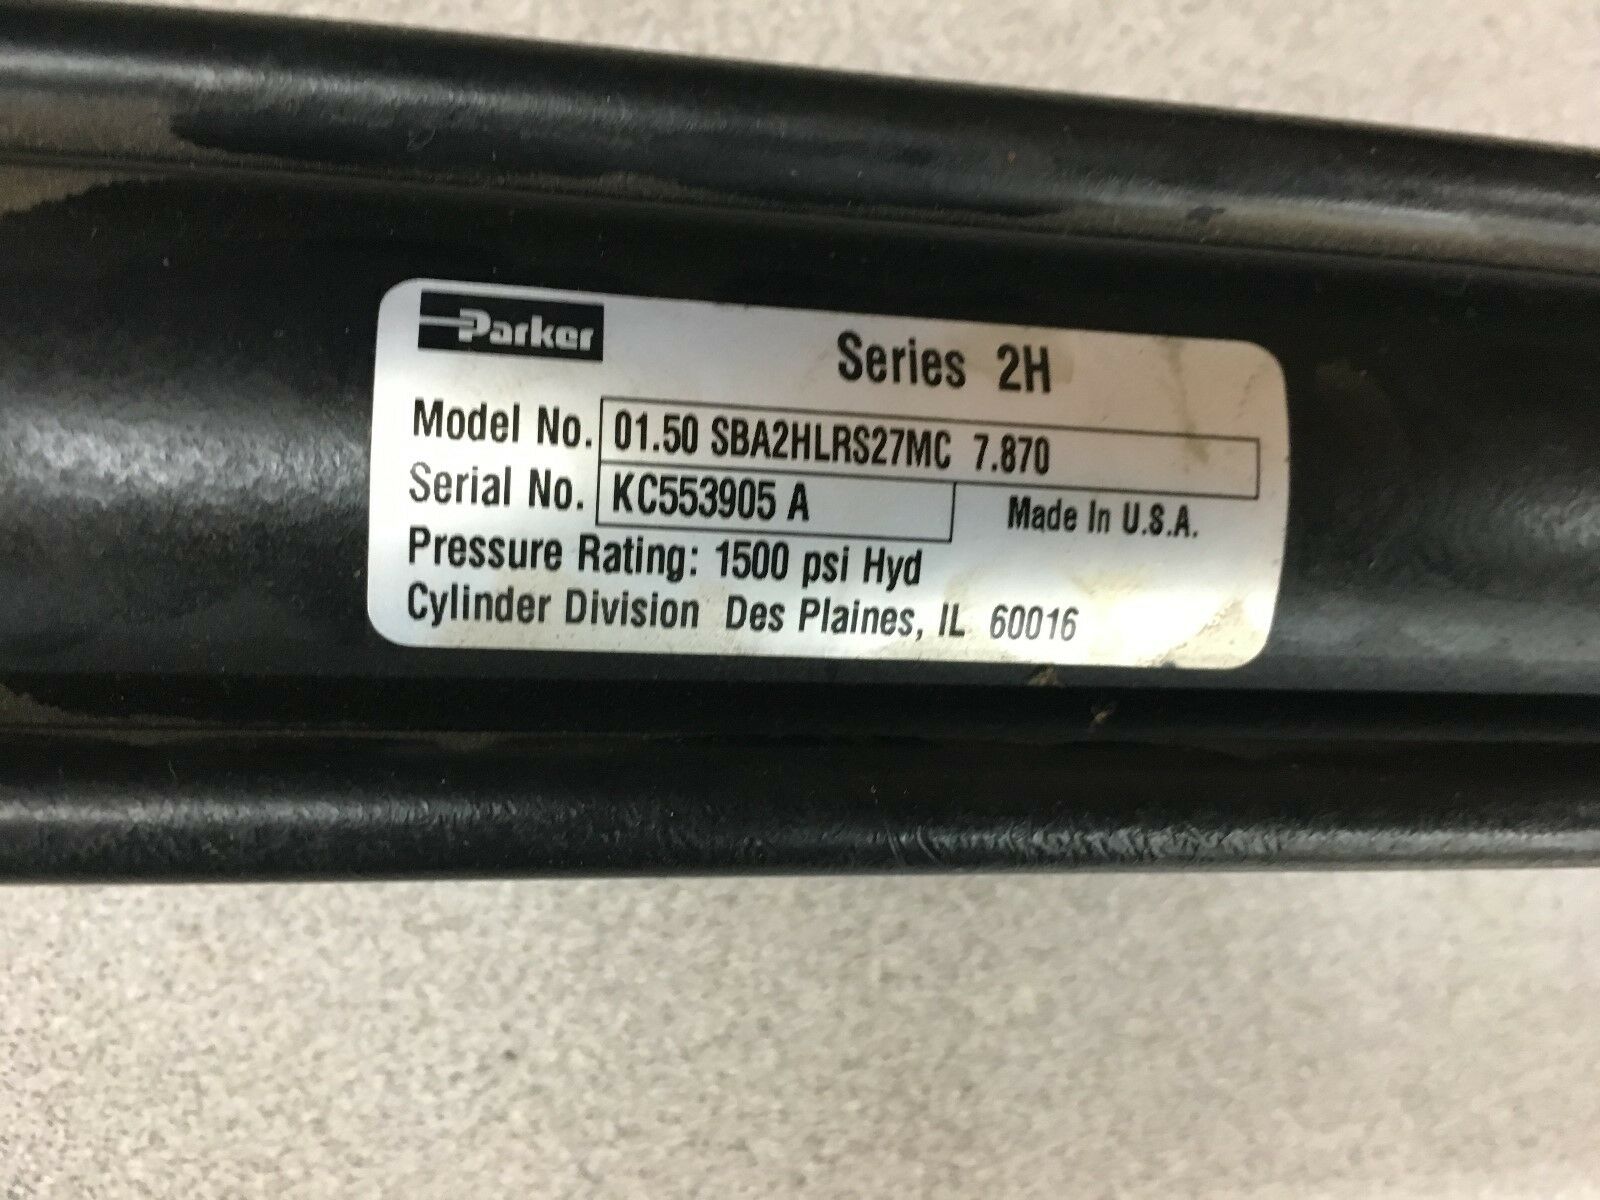 Parker
Series 2H
Model No. 01.50 SBA2HLRS27MC 7.870
Serial No. KC553905 A Made In U.S.A.
Pressure Rating: 1500 psi Hyd
Cylinder Division Des Plaines, IL 60016